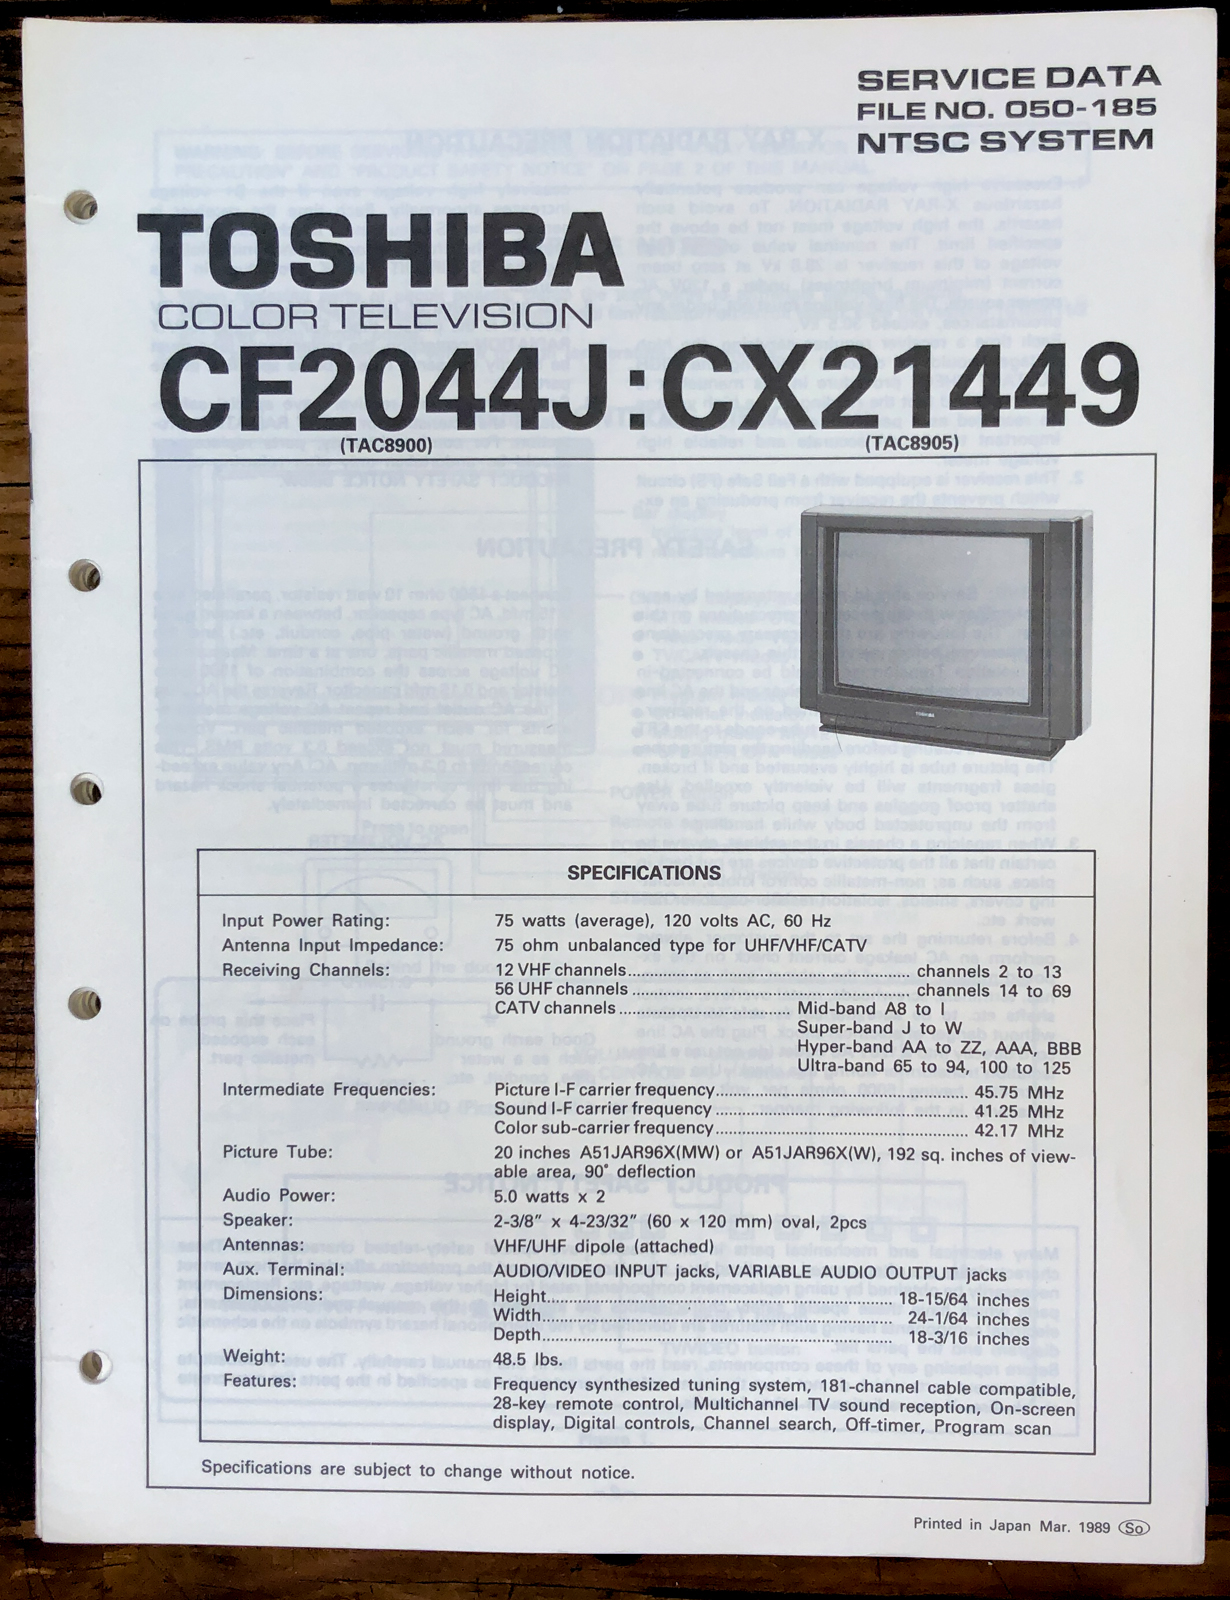 SERVICE DATA
FILE NO. 050-185
NTSC SYSTEM
TOSHIBA
COLOR TELEVISION
CF2044J:CX21449
(TAC8900) (TAC8905)
TOSHIBA
SPECIFICATIONS
Input Power Rating: 75 watts (average), 120 volts AC, 60 Hz
Antenna Input Impedance: 75 ohm unbalanced type for UHF/VHF/CATV
Receiving Channels: 12 VHF channels.......... channels 2 to 13
56 UHF channels .......... channels 14 to 69
CATV channels .......... Mid-band A8 to I
Super-band J to W
Hyper-band AA to ZZ, AAA, BBB
Ultra-band 65 to 94, 100 to 125
Intermediate Frequencies: Picture I-F carrier frequency.......... 45.75 MHz
Sound I-F carrier frequency.......... 41.25 MHz
Color sub-carrier frequency.......... 42.17 MHz
Picture Tube: 20 inches A51JAR96X(MW) or A51JAR96X(W), 192 sq. inches of view-
able area, 90° deflection
Audio Power: 5.0 watts x 2
Speaker: 2-3/8" x 4-23/32" (60 x 120 mm) oval, 2pcs
Antennas: VHF/UHF dipole (attached)
Aux. Terminal: AUDIO/VIDEO INPUT jacks, VARIABLE AUDIO OUTPUT jacks
Dimensions: Height.......... 18-15/64 inches
Width.......... 24-1/64 inches
Depth.......... 18-3/16 inches
Weight: 48.5 lbs.
Features: Frequency synthesized tuning system, 181-channel cable compatible,
28-key remote control, Multichannel TV sound reception, On-screen
display, Digital controls, Channel search, Off-timer, Program scan
Specifications are subject to change without notice.
Printed in Japan Mar. 1989 So